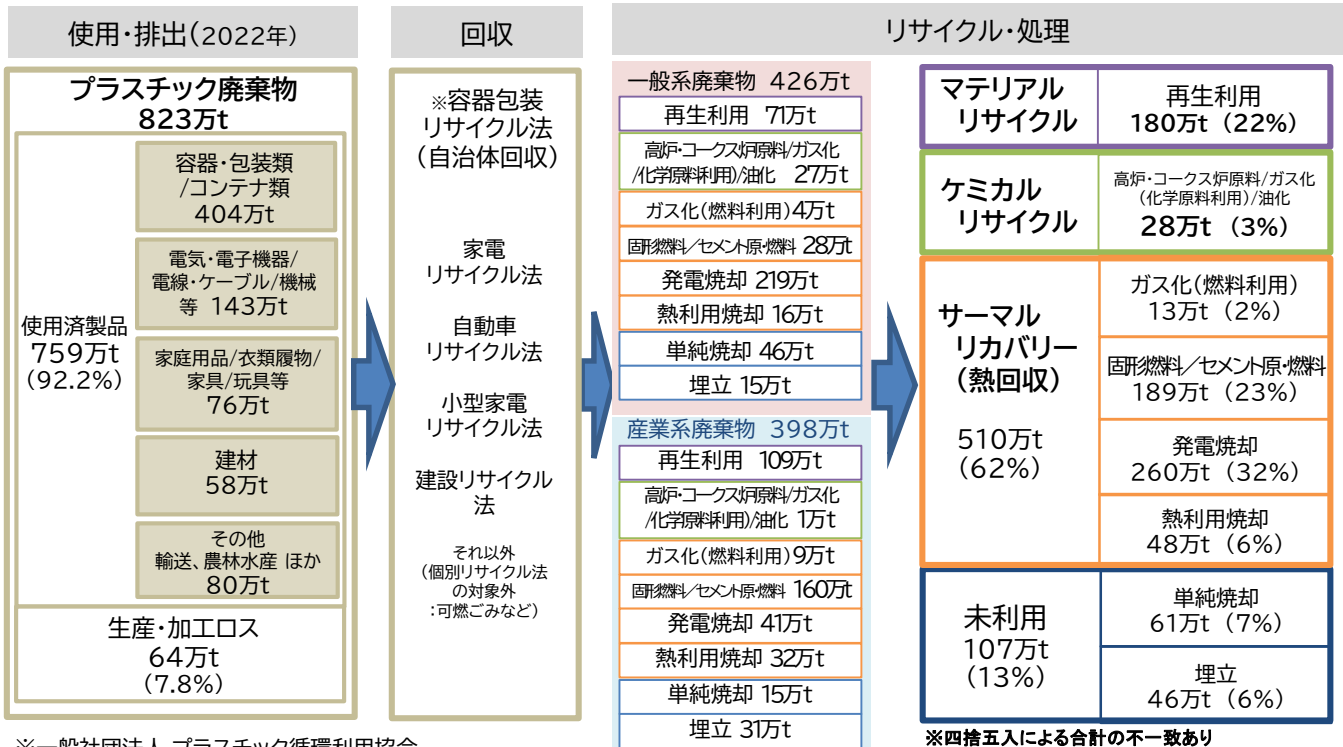 使用・排出(2022年)
プラスチック廃棄物
823万t
使用済製品
759万t
(92.2%)
容器・包装類
/コンテナ類
404万t
電気・電子機器/
電線・ケーブル/機械
等 143万t
家庭用品/衣類履物/
家具/玩具等
76万t
建材
58万t
その他
輸送、農林水産 ほか
80万t
生産・加工ロス
64万t
(7.8%)
回収
※容器包装
リサイクル法
(自治体回収)
家電
リサイクル法
自動車
リサイクル法
小型家電
リサイクル法
建設リサイクル
法
それ以外
(個別リサイクル法
の対象外
:可燃ごみなど)
リサイクル・処理
一般系廃棄物 426万t
再生利用 71万t
高炉・コークス炉原料/ガス化
/化学原料利用)/油化 27万t
ガス化(燃料利用)4万t
固形燃料/セメント原・燃料 28万t
発電焼却 219万t
熱利用焼却 16万t
単純焼却 46万t
埋立 15万t
産業系廃棄物 398万t
再生利用 109万t
高炉・コークス炉原料/ガス化
/化学原料利用)/油化 1万t
ガス化(燃料利用)9万t
固形燃料/セメント原・燃料 160万t
発電焼却 41万t
熱利用焼却 32万t
単純焼却 15万t
埋立 31万t
マテリアル
リサイクル
再生利用
180万t (22%)
ケミカル
リサイクル
高炉・コークス炉原料/ガス化
(化学原料利用)/油化
28万t (3%)
サーマル
リカバリー
(熱回収)
510万t
(62%)
ガス化(燃料利用)
13万t (2%)
固形燃料/セメント原・燃料
189万t (23%)
発電焼却
260万t (32%)
熱利用焼却
48万t (6%)
未利用
107万t
(13%)
単純焼却
61万t (7%)
埋立
46万t (6%)
※四捨五入による合計の不一致あり
※一般社団法人 プラスチック循環利用協会